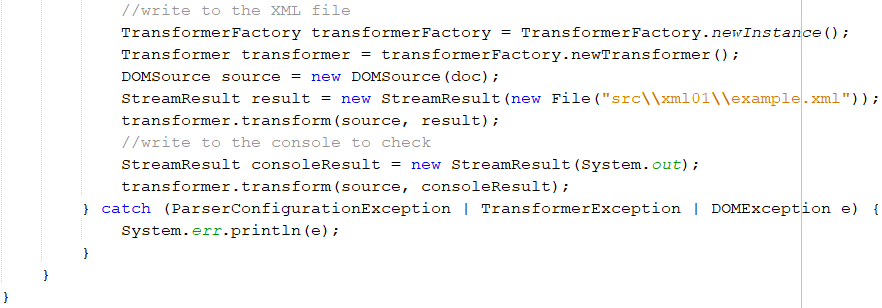 //write to the XML file
TransformerFactory transformerFactory = TransformerFactory.newInstance();
Transformer transformer = transformerFactory.newTransformer();
DOMSource source = new DOMSource(doc);
StreamResult result = new StreamResult(new File("src\\xml01\\example.xml"));
transformer.transform(source, result);
//write to the console to check
StreamResult consoleResult = new StreamResult(System.out);
transformer.transform(source, consoleResult);
} catch (ParserConfigurationException | TransformerException | DOMException e) {
System.err.println(e);
}
}
}